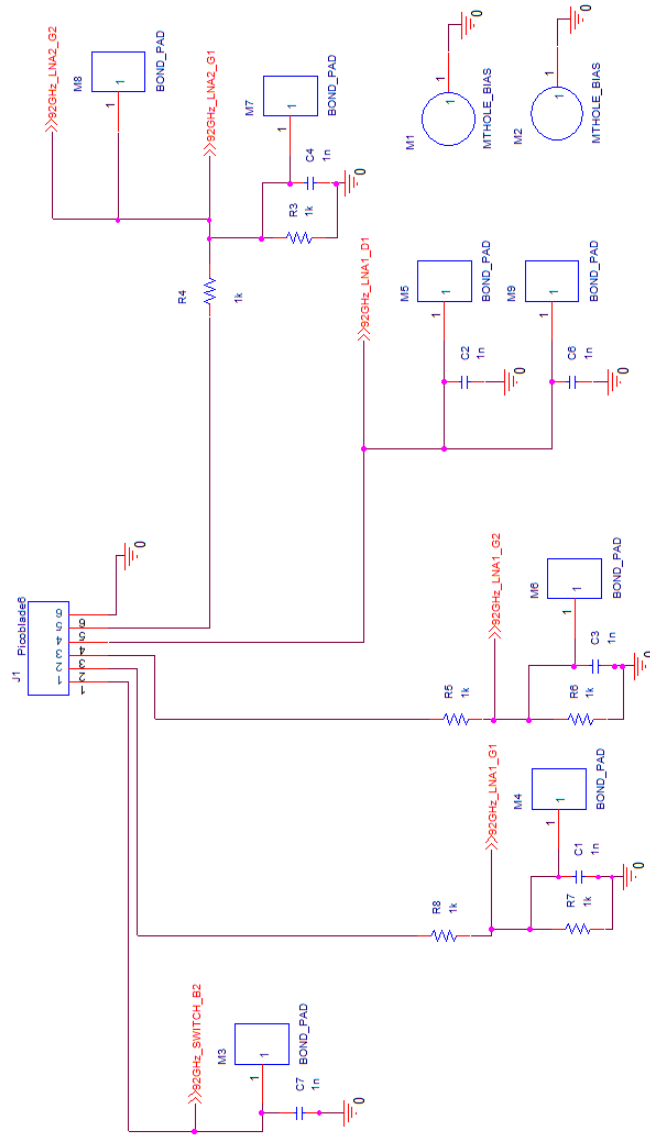 92GHz_LNA2_G2
M8
1
1
BOND_PAD
92GHz_LNA2_G1
M7
1
1
BOND_PAD
C4
1n
R3
1k
0
R4
1k
M1
1
MTHOLE_BIAS
0
M2
1
MTHOLE_BIAS
0
92GHz_LNA1_D1
M5
1
1
BOND_PAD
C2
1n
0
M9
1
1
BOND_PAD
C6
1n
0
J1
Picoblade6
1
2
3
4
5
6
1
2
3
4
5
6
0
92GHz_LNA1_G2
R5
1k
M6
1
1
BOND_PAD
C3
1n
R6
1k
0
92GHz_LNA1_G1
R8
1k
M4
1
1
BOND_PAD
C1
1n
R7
1k
0
92GHz_SWITCH_B2
M3
1
1
BOND_PAD
C7
1n
0